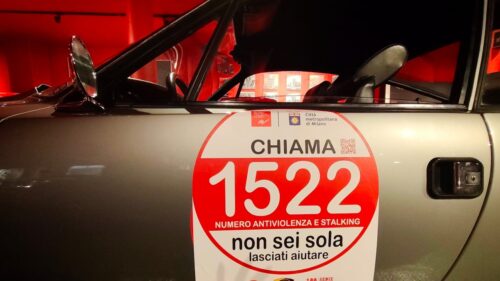 Città
metropolitana
di Milano
CHIAMA
1522
NUMERO ANTIVIOLENZA E STALKING
non sei sola
lasciati aiutare